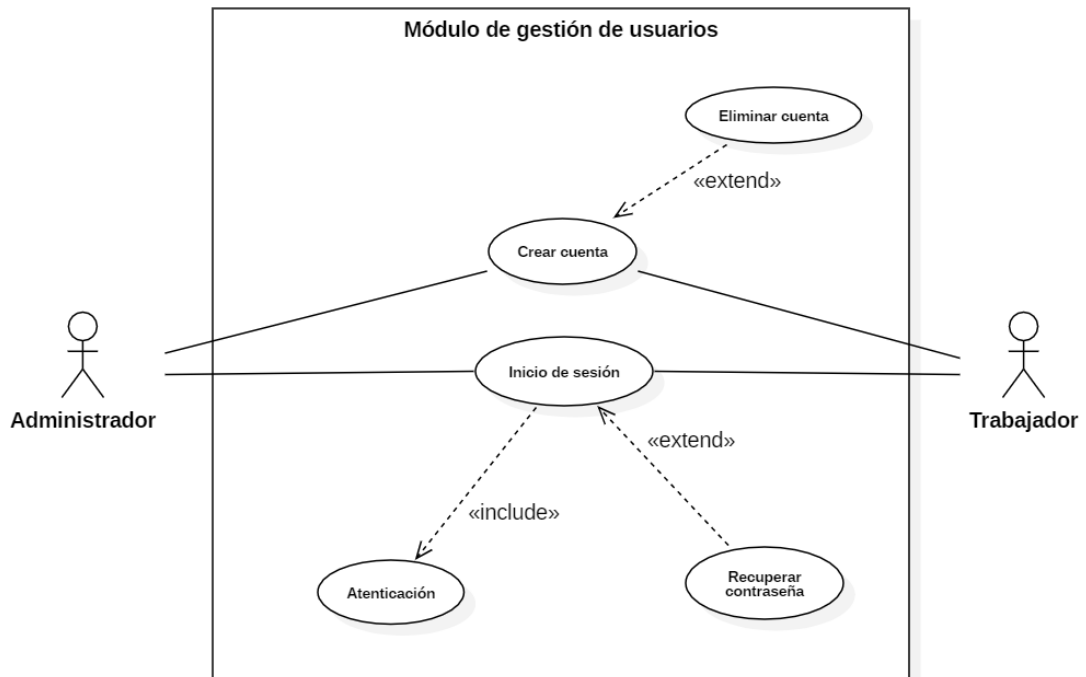 Módulo de gestión de usuarios
Eliminar cuenta
«extend»
Crear cuenta
Inicio de sesión
Administrador
Trabajador
«extend»
«include»
Atenticación
Recuperar
contraseña